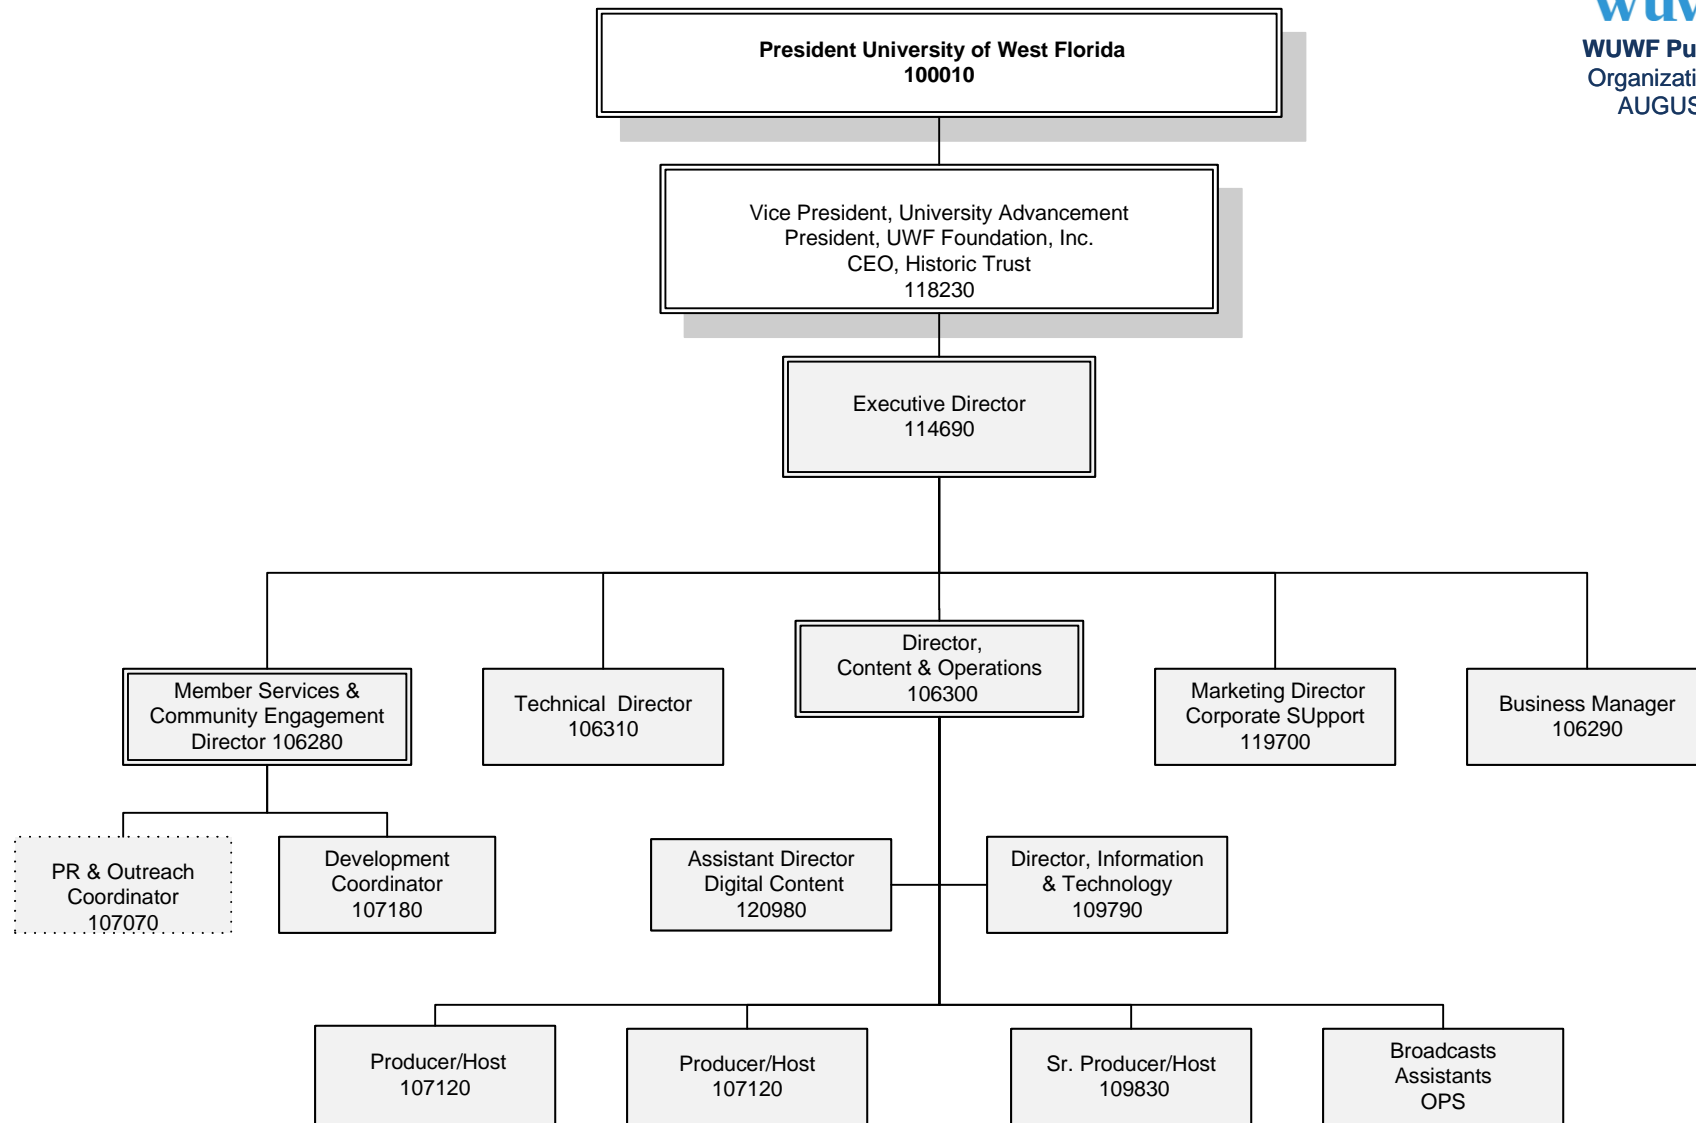 President University of West Florida
100010
WUWF
Vice President, University Advancement
President, UWF Foundation, Inc.
CEO, Historic Trust
118230
Executive Director
114690
Member Services &
Community Engagement
Director 106280
Technical Director
106310
Director,
Content & Operations
106300
Marketing Director
Corporate SUpport
119700
Business Manager
106290
PR & Outreach
Coordinator
107070
Development
Coordinator
107180
Assistant Director
Digital Content
120980
Director, Information
& Technology
109790
Producer/Host
107120
Producer/Host
107120
Sr. Producer/Host
109830
Broadcasts
Assistants
OPS